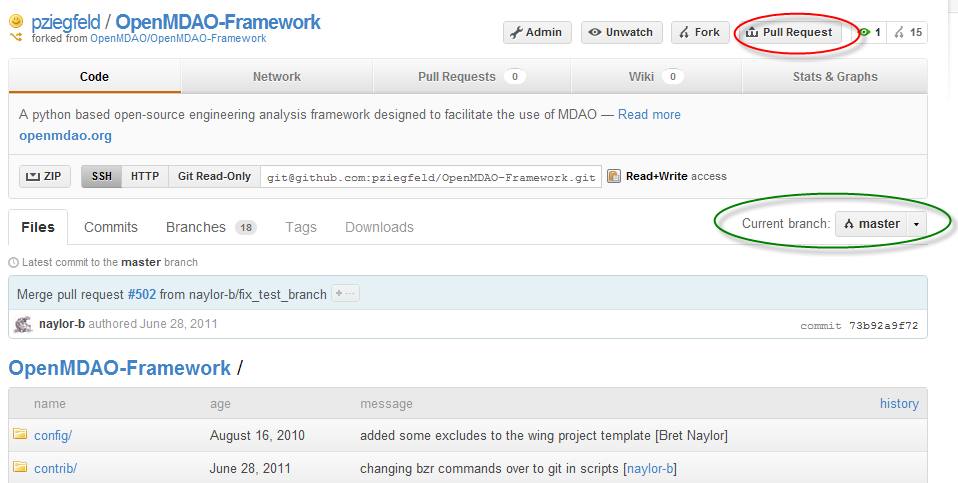 pziegfeld / OpenMDAO-Framework
forked from OpenMDAO/OpenMDAO-Framework
Admin Unwatch Fork Pull Request 1 15
Code Network Pull Requests 0 Wiki 0 Stats & Graphs
A python based open-source engineering analysis framework designed to facilitate the use of MDAO — Read more
openmdao.org
ZIP SSH HTTP Git Read-Only git@github.com:pziegfeld/OpenMDAO-Framework.git Read+Write access
Files Commits Branches 18 Tags Downloads Current branch: master
Latest commit to the master branch
Merge pull request #502 from naylor-b/fix_test_branch + ···
naylor-b authored June 28, 2011 commit 73b92a9f72
OpenMDAO-Framework /
name age message history
config/ August 16, 2010 added some excludes to the wing project template [Bret Naylor]
contrib/ June 28, 2011 changing bzr commands over to git in scripts [naylor-b]